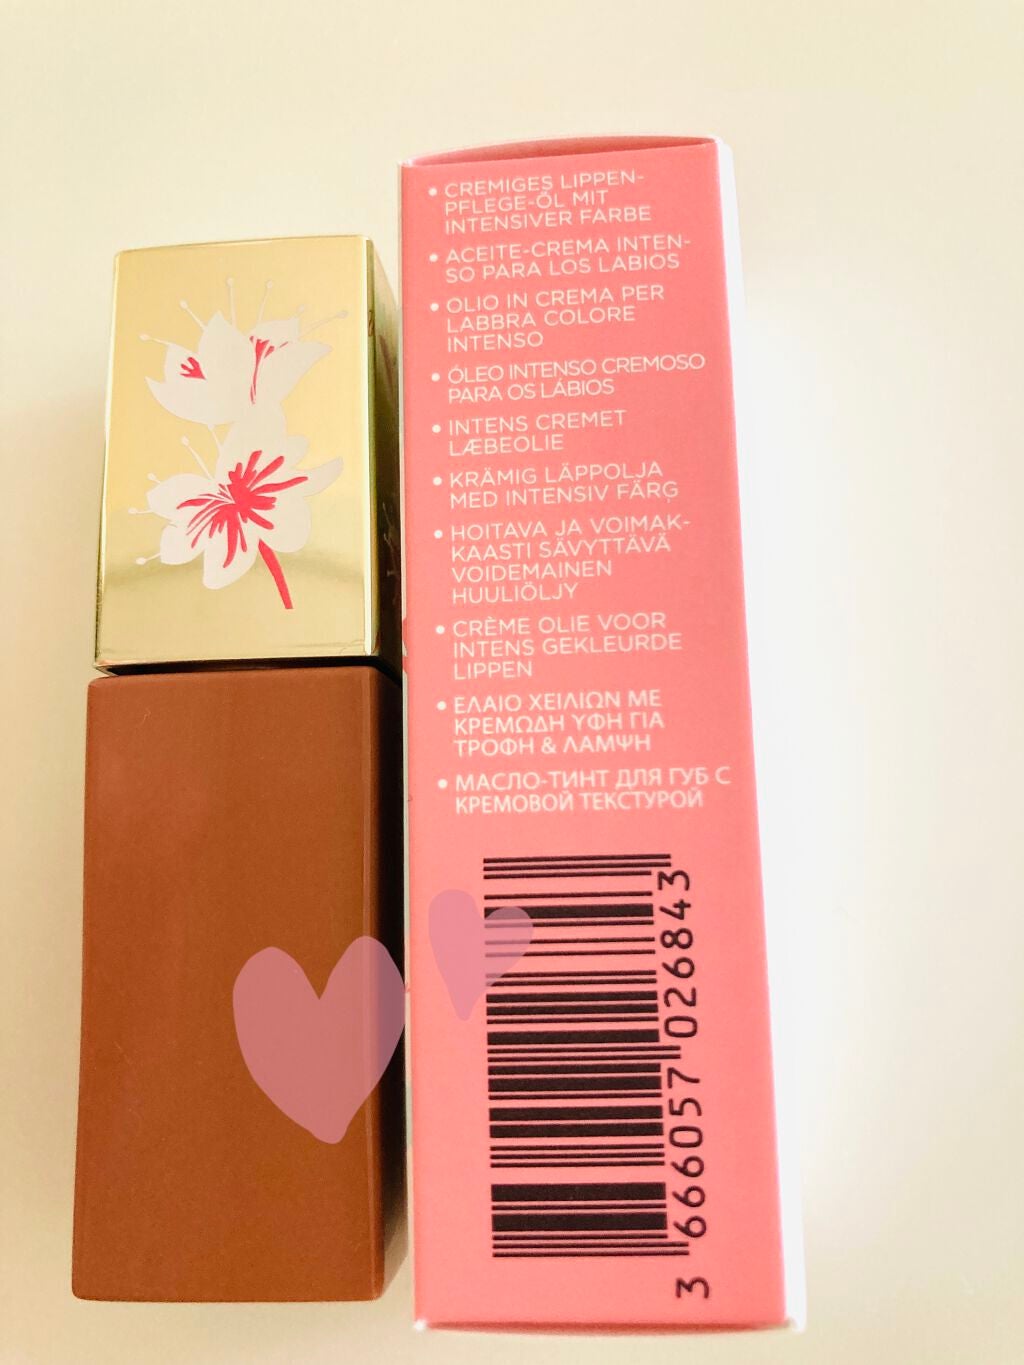 • CREMIGES LIPPEN-
PFLEGE-ÖL MIT
INTENSIVER FARBE
• ACEITE-CREMA INTEN-
SO PARA LOS LABIOS
• OLIO IN CREMA PER
LABBRA COLORE
INTENSO
• ÓLEO INTENSO CREMOSO
PARA OS LÁBIOS
• INTENS CREMET
LÆBEOLIE
• KRÄMIG LÄPPOLJA
MED INTENSIV FÄRG
• HOITAVA JA VOIMAK-
KAASTI SÄVYTTÄVÄ
VOIDEMAINEN
HUULIÖLJY
• CRÈME OLIE VOOR
INTENS GEKLEURDE
LIPPEN
• ΕΛΑΙΟ ΧΕΙΛΙΩΝ ΜΕ
ΚΡΕΜΩΔΗ ΥΦΗ ΓΙΑ
ΤΡΟΦΗ & ΛΑΜΨΗ
• МАСЛО-ТИНТ ДЛЯ ГУБ С
КРЕМОВОЙ ТЕКСТУРОЙ
3 666057 026843